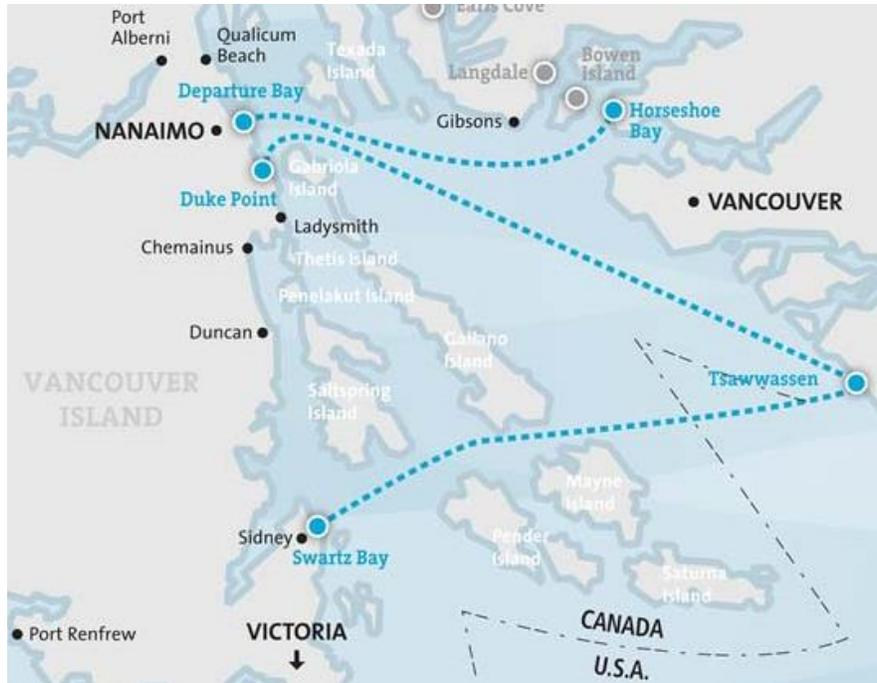 Earls Cove
Port
Alberni
Qualicum
Beach
Texada
Island
Langdale
Bowen
Island
Departure Bay
NANAIMO
Gibsons
Horseshoe
Bay
Gabriola
Island
Duke Point
VANCOUVER
Ladysmith
Chemainus
Thetis Island
Penelakut Island
Duncan
Galiano
Island
VANCOUVER
ISLAND
Saltspring
Island
Tsawwassen
Mayne
Island
Sidney
Swartz Bay
Pender
Island
Saturna
Island
Port Renfrew
VICTORIA
CANADA
U.S.A.